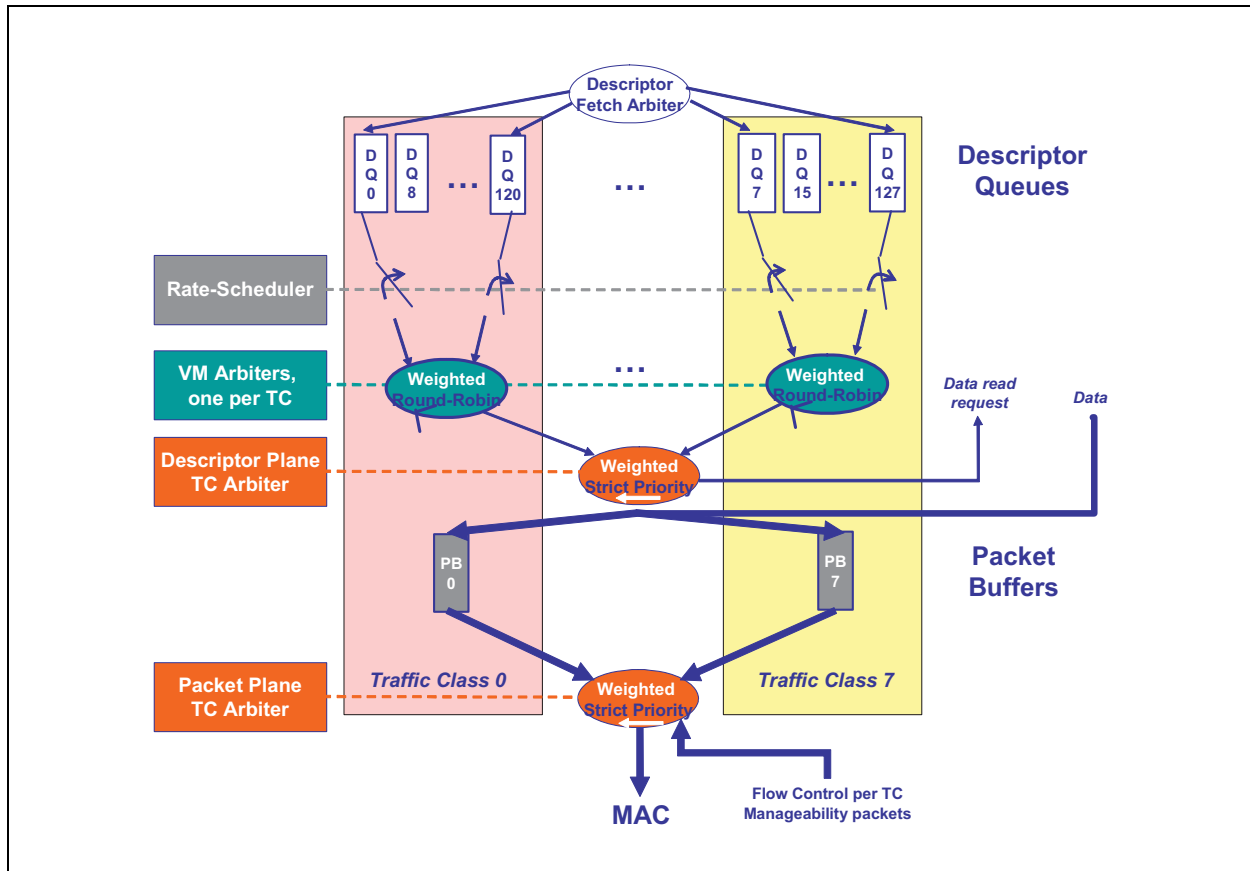 Descriptor
Fetch Arbiter
D
Q
0
D
Q
8
...
D
Q
120
...
D
Q
7
D
Q
15
...
D
Q
127
Descriptor
Queues
Rate-Scheduler
VM Arbiters,
one per TC
Weighted
Round-Robin
...
Weighted
Round-Robin
Data read
request
Data
Descriptor Plane
TC Arbiter
Weighted
Strict Priority
PB
0
PB
7
Packet
Buffers
Packet Plane
TC Arbiter
Traffic Class 0
Weighted
Strict Priority
Traffic Class 7
MAC
Flow Control per TC
Manageability packets